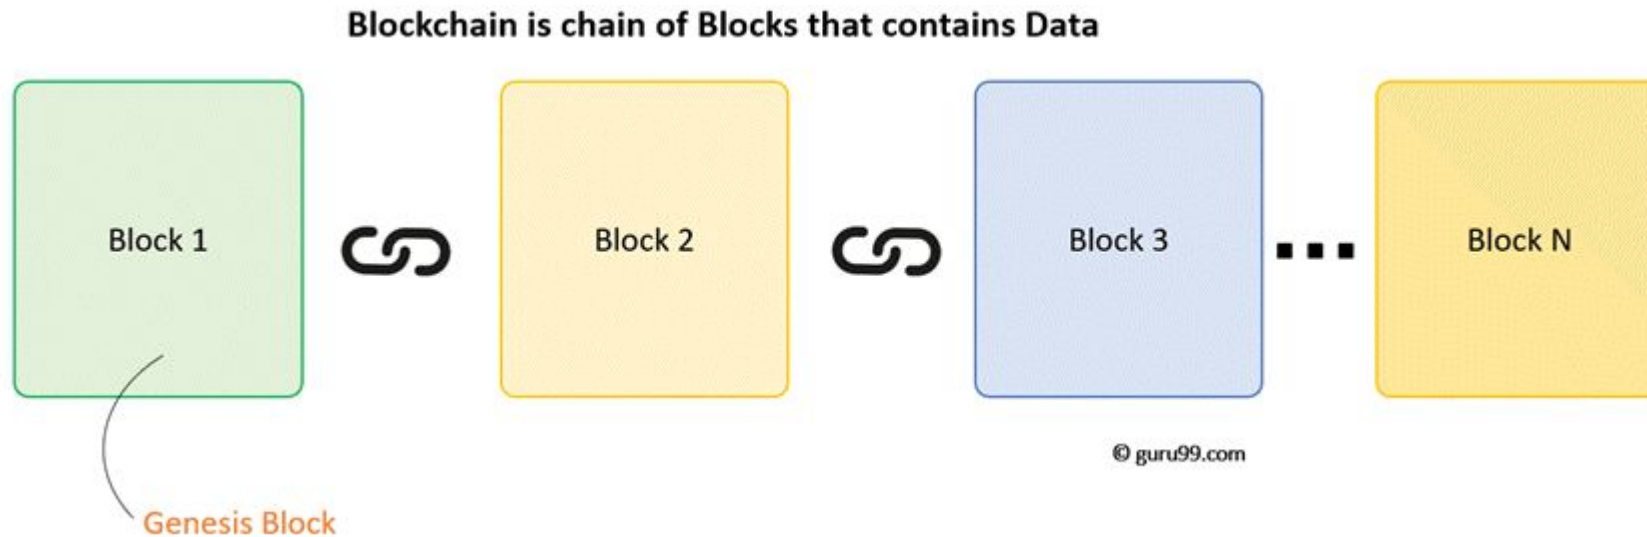 Blockchain is chain of Blocks that contains Data
Block 1
Block 2
Block 3
Block N
© guru99.com
Genesis Block